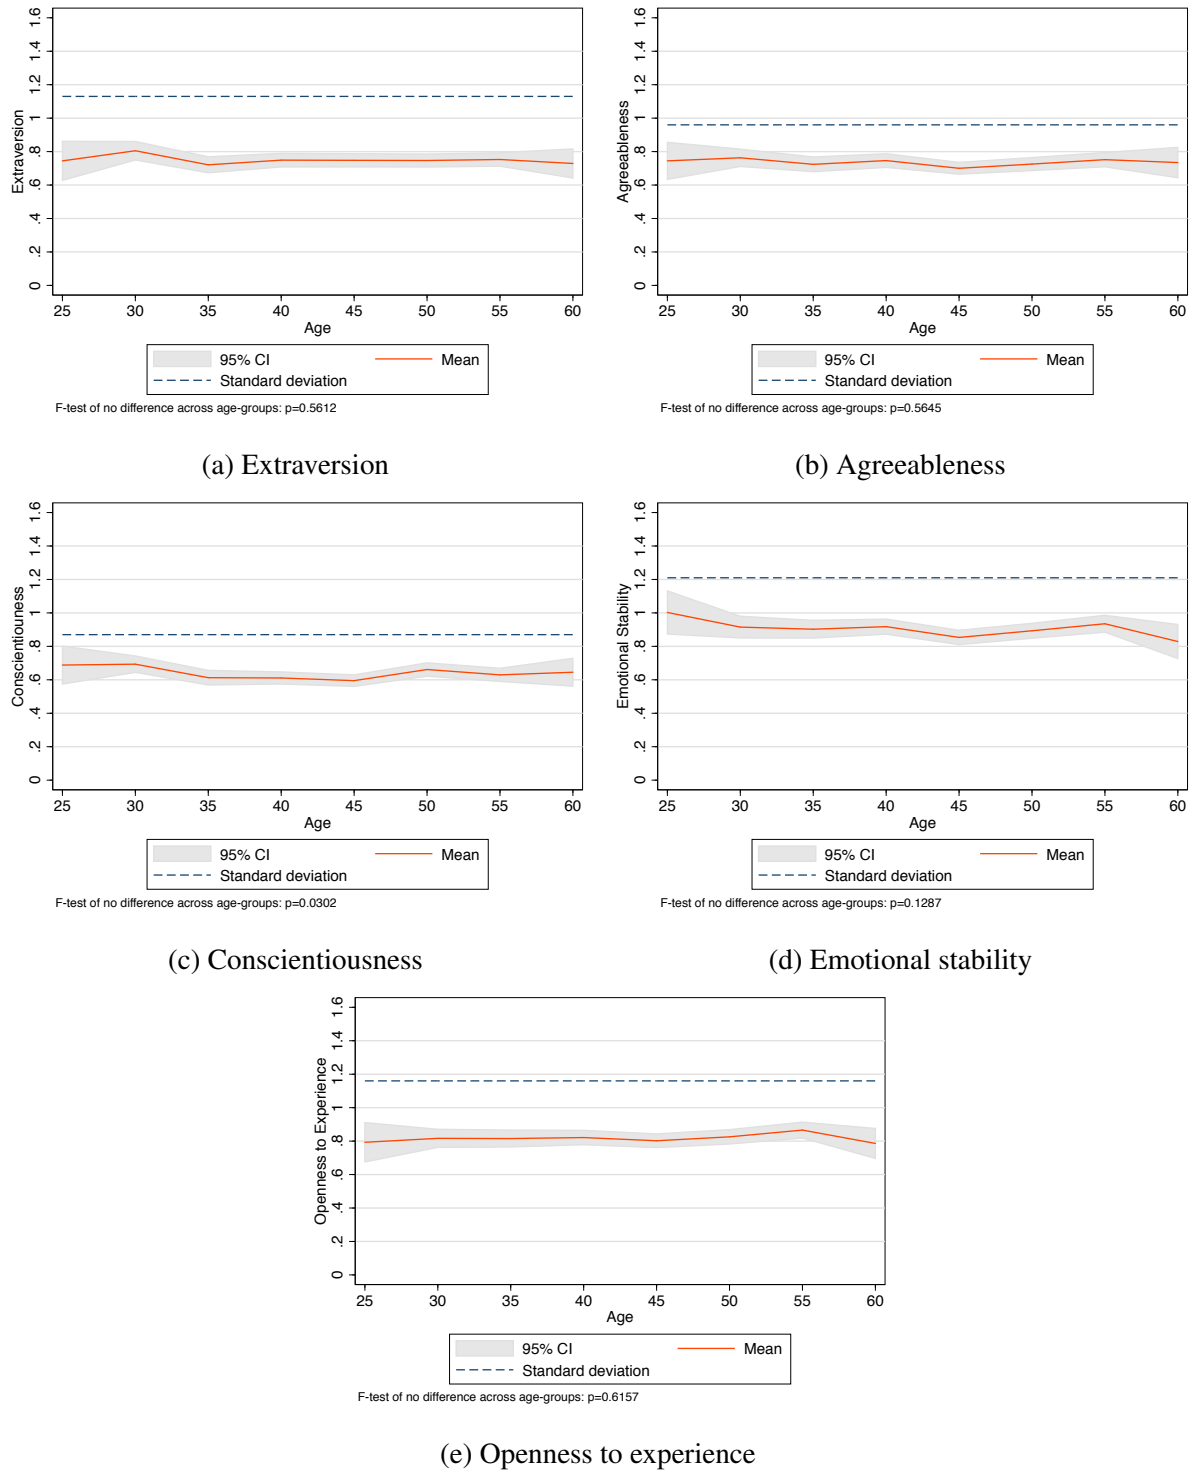 Extraversion
0 .2 .4 .6 .8 1 1.2 1.4 1.6
25 30 35 40 45 50 55 60
Age
95% CI Mean
Standard deviation
F-test of no difference across age-groups: p=0.5612
(a) Extraversion
Agreeableness
0 .2 .4 .6 .8 1 1.2 1.4 1.6
25 30 35 40 45 50 55 60
Age
95% CI Mean
Standard deviation
F-test of no difference across age-groups: p=0.5645
(b) Agreeableness
Conscientiouness
0 .2 .4 .6 .8 1 1.2 1.4 1.6
25 30 35 40 45 50 55 60
Age
95% CI Mean
Standard deviation
F-test of no difference across age-groups: p=0.0302
(c) Conscientiousness
Emotional Stability
0 .2 .4 .6 .8 1 1.2 1.4 1.6
25 30 35 40 45 50 55 60
Age
95% CI Mean
Standard deviation
F-test of no difference across age-groups: p=0.1287
(d) Emotional stability
Openness to Experience
0 .2 .4 .6 .8 1 1.2 1.4 1.6
25 30 35 40 45 50 55 60
Age
95% CI Mean
Standard deviation
F-test of no difference across age-groups: p=0.6157
(e) Openness to experience